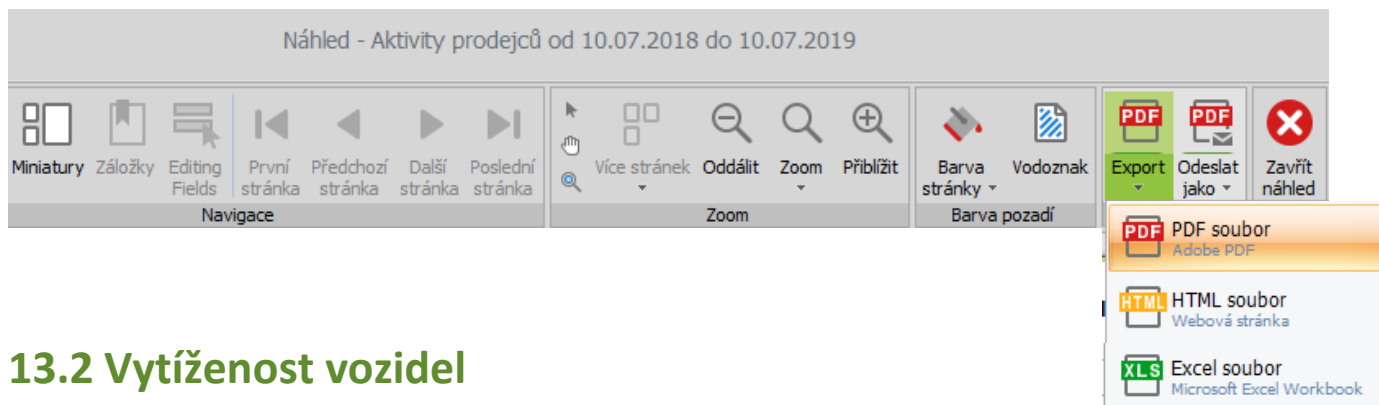 Náhled - Aktivity prodejců od 10.07.2018 do 10.07.2019
Miniatury Záložky Editing Fields První stránka Předchozí stránka Další stránka Poslední stránka
Navigace
Více stránek Oddálit Zoom Přiblížit
Zoom
Barva stránky Vodoznak
Barva pozadí
PDF Export PDF Odeslat jako Zavřít náhled
PDF PDF soubor
Adobe PDF
HTML HTML soubor
Webová stránka
XLS Excel soubor
Microsoft Excel Workbook
13.2 Vytíženost vozidel